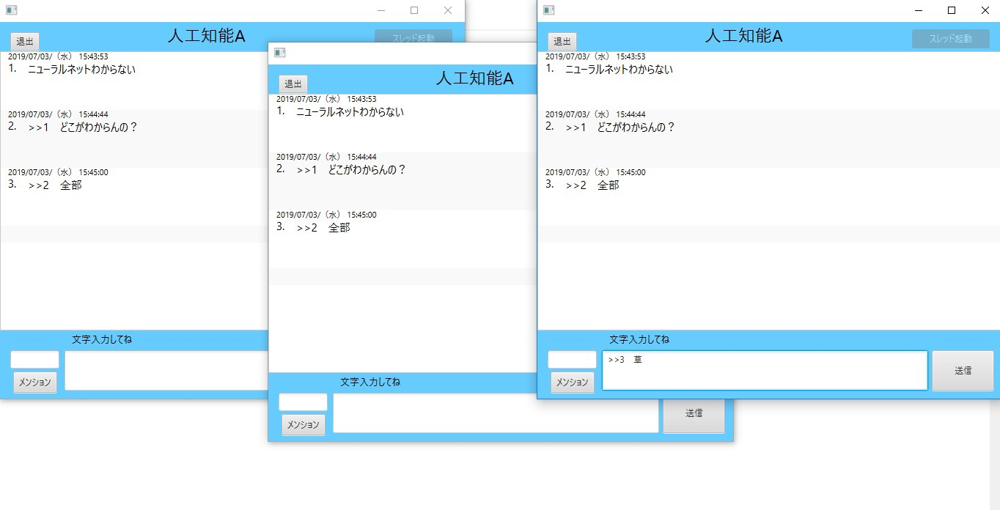 人工知能A
退出
スレッド起動
2019/07/03/（水） 15:43:53
1. ニューラルネットわからない
2019/07/03/（水） 15:44:44
2. >>1　どこがわからんの？
2019/07/03/（水） 15:45:00
3. >>2　全部
文字入力してね
メンション
人工知能A
退出
2019/07/03/（水） 15:43:53
1. ニューラルネットわからない
2019/07/03/（水） 15:44:44
2. >>1　どこがわからんの？
2019/07/03/（水） 15:45:00
3. >>2　全部
文字入力してね
メンション
送信
人工知能A
退出
スレッド起動
2019/07/03/（水） 15:43:53
1. ニューラルネットわからない
2019/07/03/（水） 15:44:44
2. >>1　どこがわからんの？
2019/07/03/（水） 15:45:00
3. >>2　全部
文字入力してね
>>3　草
メンション
送信